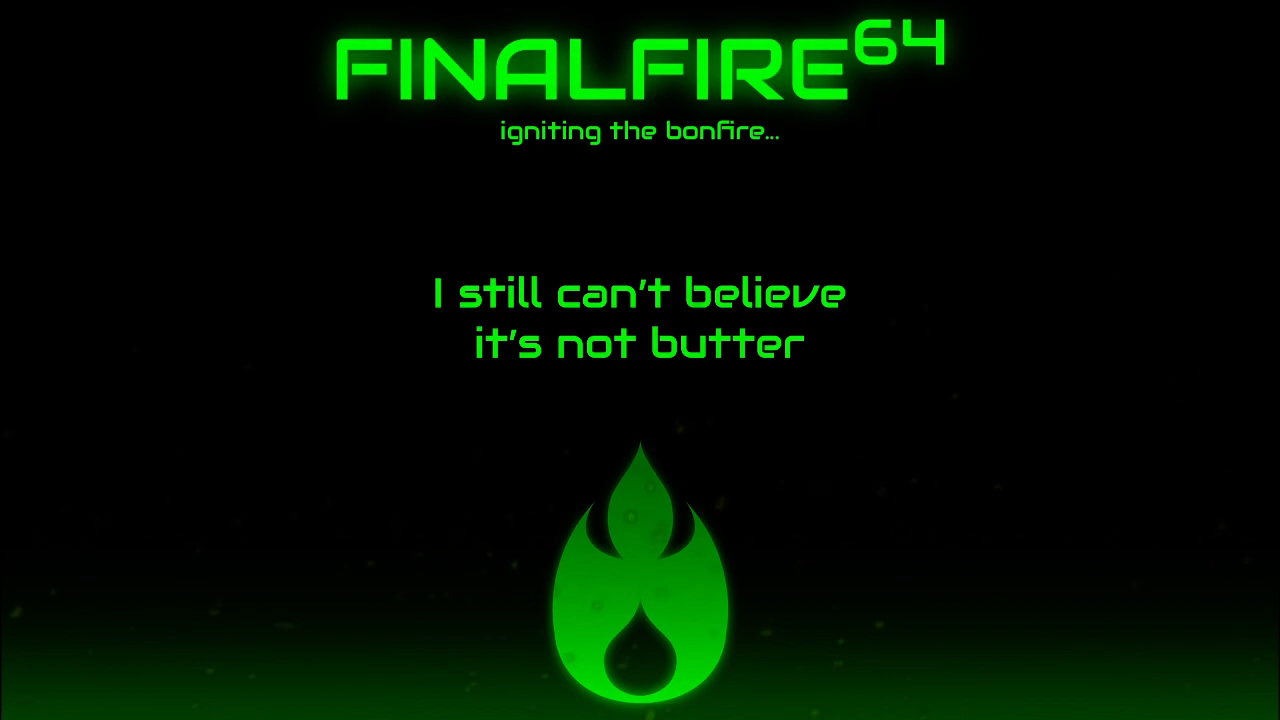 FINALFIRE64
igniting the bonfire...
I still can't believe
it's not butter